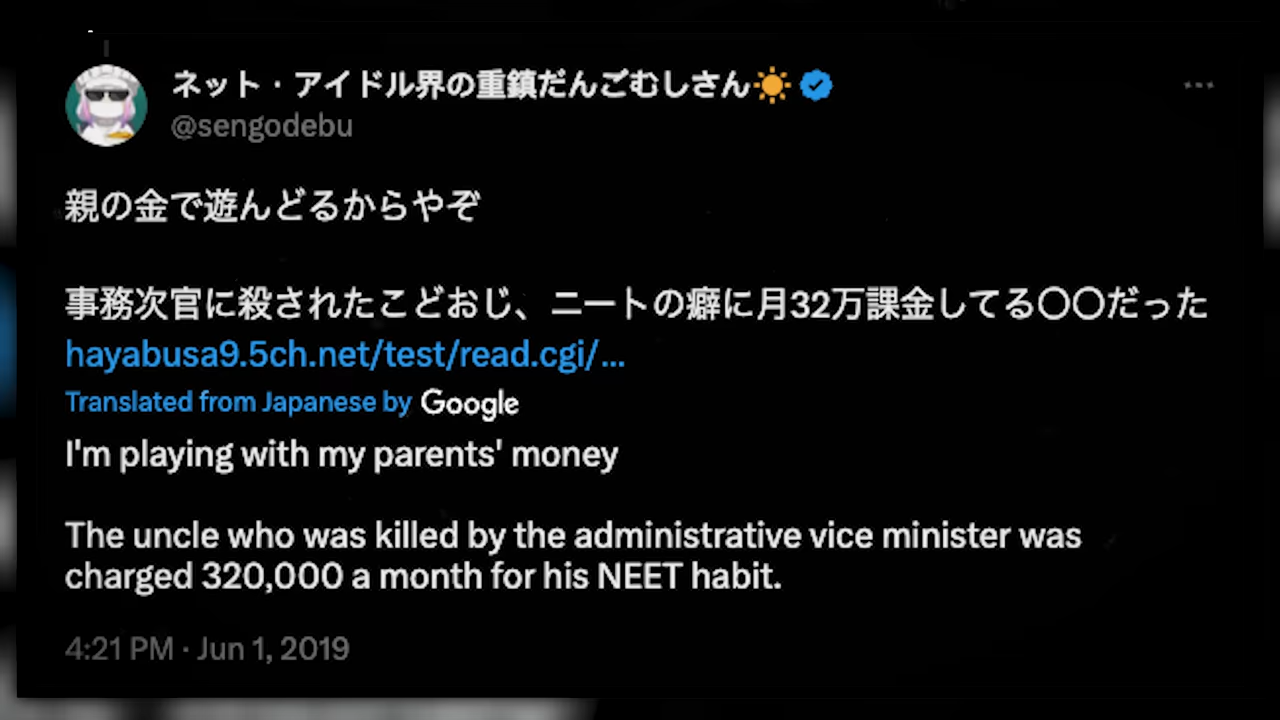 ネット・アイドル界の重鎮だんごむしさん☀️
@sengodebu
親の金で遊んどるからやぞ
事務次官に殺されたこどおじ、ニートの癖に月32万課金してる〇〇だった
hayabusa9.5ch.net/test/read.cgi/...
Translated from Japanese by Google
I'm playing with my parents' money
The uncle who was killed by the administrative vice minister was
charged 320,000 a month for his NEET habit.
4:21 PM · Jun 1, 2019